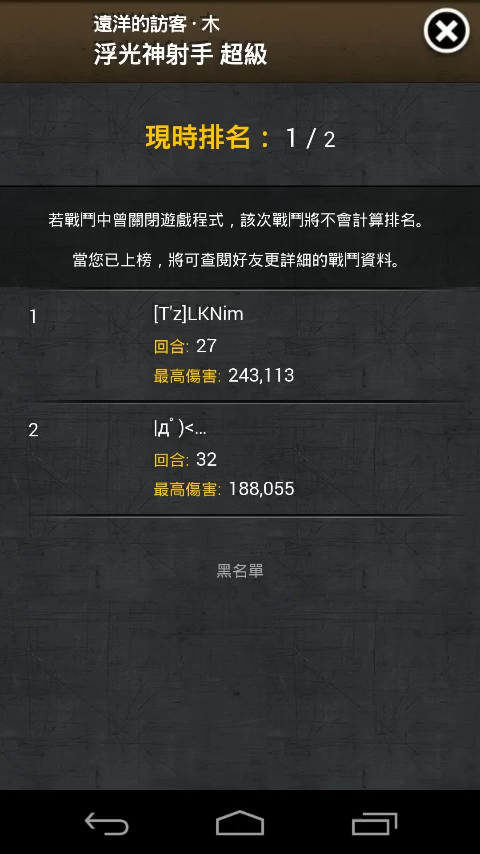 遠洋的訪客 · 木
浮光神射手 超級
現時排名： 1 / 2
若戰鬥中曾關閉遊戲程式，該次戰鬥將不會計算排名。
當您已上榜，將可查閱好友更詳細的戰鬥資料。
1
[T'z]LKNim
回合: 27
最高傷害: 243,113
2
|дﾟ)<...
回合: 32
最高傷害: 188,055
黑名單